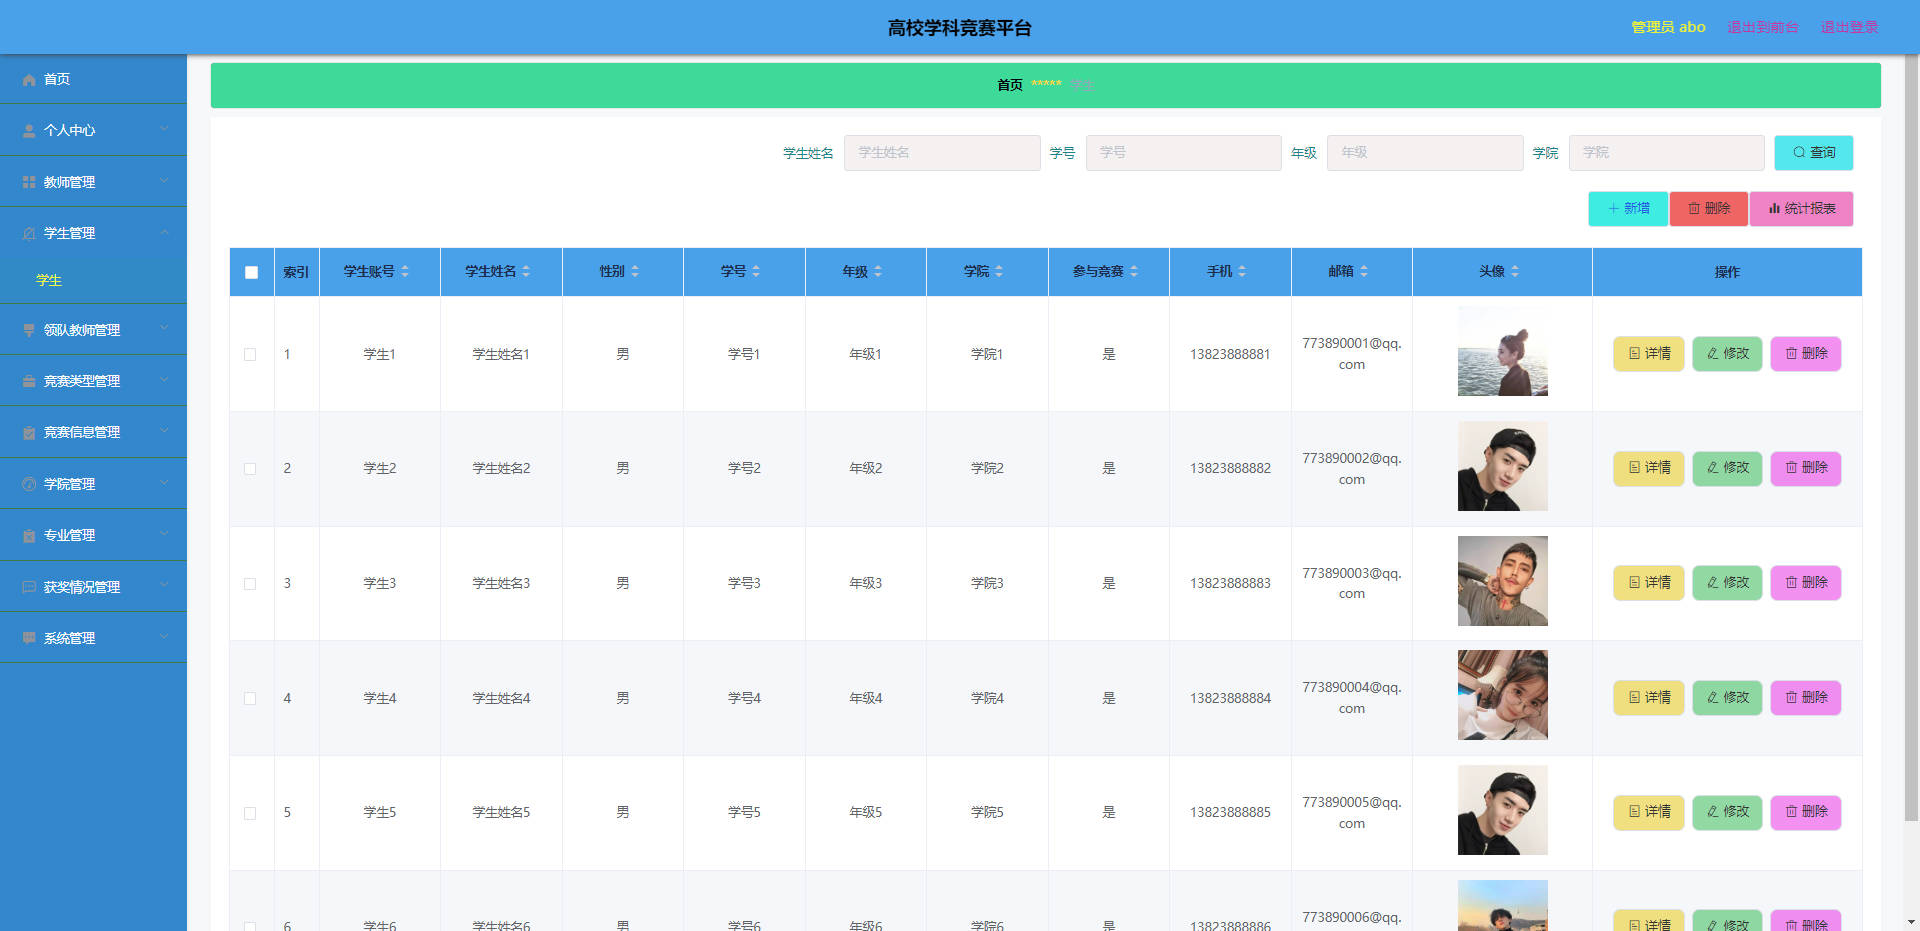 高校学科竞赛平台
管理员 abo 退出到前台 退出登录
首页
个人中心
教师管理
学生管理
学生
领队教师管理
竞赛类型管理
竞赛信息管理
学院管理
专业管理
获奖情况管理
系统管理
首页 ***** 学生
学生姓名 学生姓名 学号 学号 年级 年级 学院 学院 查询
新增 删除 统计报表
索引 学生账号 学生姓名 性别 学号 年级 学院 参与竞赛 手机 邮箱 头像 操作
1 学生1 学生姓名1 男 学号1 年级1 学院1 是 13823888881 773890001@qq.com 详情 修改 删除
2 学生2 学生姓名2 男 学号2 年级2 学院2 是 13823888882 773890002@qq.com 详情 修改 删除
3 学生3 学生姓名3 男 学号3 年级3 学院3 是 13823888883 773890003@qq.com 详情 修改 删除
4 学生4 学生姓名4 男 学号4 年级4 学院4 是 13823888884 773890004@qq.com 详情 修改 删除
5 学生5 学生姓名5 男 学号5 年级5 学院5 是 13823888885 773890005@qq.com 详情 修改 删除
6 学生6 学生姓名6 男 学号6 年级6 学院6 是 13823888886 773890006@qq. 详情 修改 删除